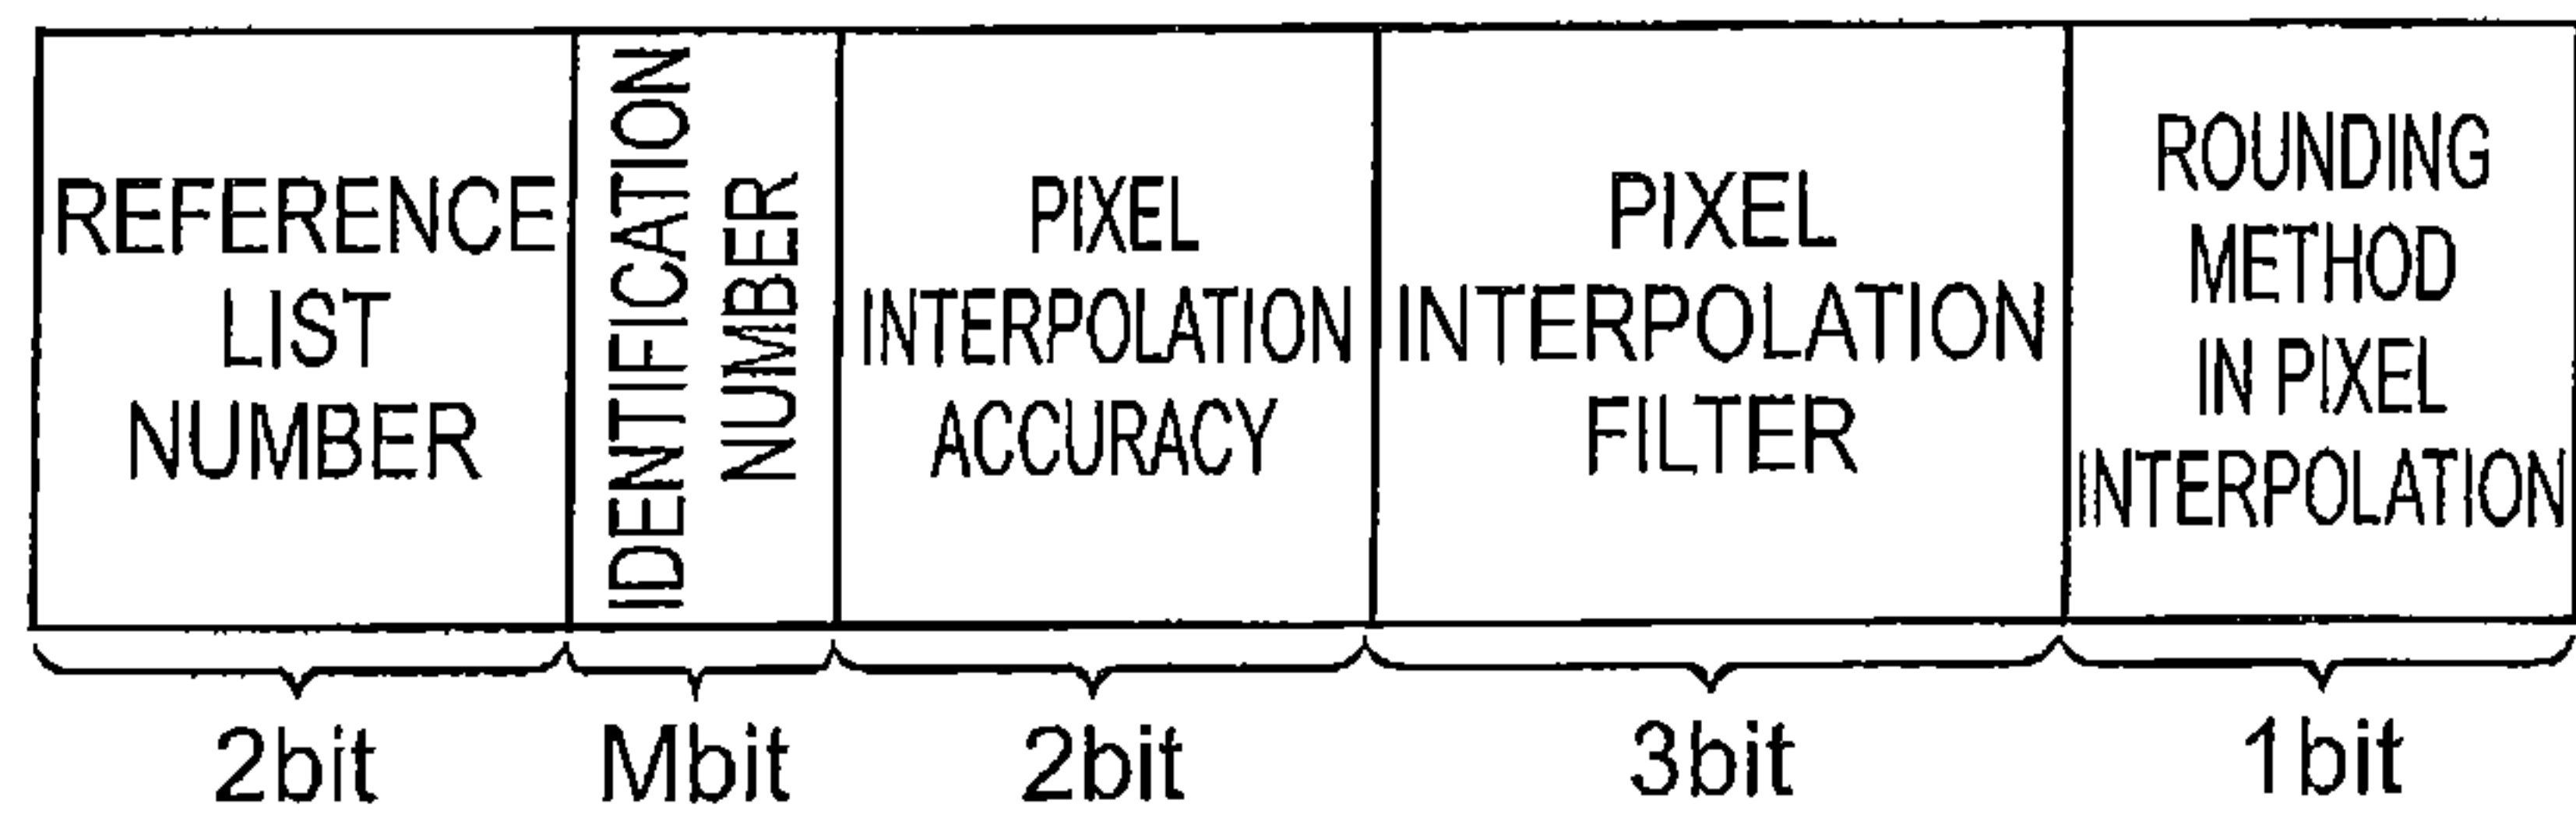 REFERENCE
LIST
NUMBER
IDENTIFICATION
NUMBER
PIXEL
INTERPOLATION
ACCURACY
PIXEL
INTERPOLATION
FILTER
ROUNDING
METHOD
IN PIXEL
INTERPOLATION
2bit
Mbit
2bit
3bit
1bit